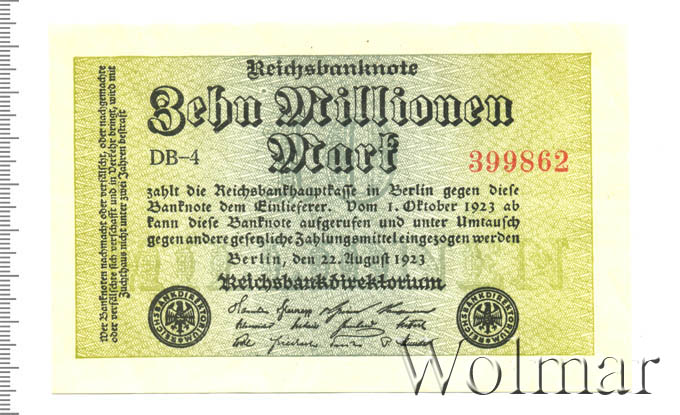 Reichsbanknote
Zehn Millionen
Mark
DB-4
399862
zahlt die Reichsbankhauptkasse in Berlin gegen diese
Banknote dem Einlieferer. Vom 1. Oktober 1923 ab
kann diese Banknote aufgerufen und unter Umtausch
gegen andere gesetzliche Zahlungsmittel eingezogen werden
Berlin, den 22. August 1923
Reichsbankdirektorium
Wer Banknoten nachmacht oder verfälscht, oder nachgemachte
oder verfälschte sich verschafft und in Verkehr bringt, wird mit
Zuchthaus nicht unter zwei Jahren bestraft
REICHSBANKDIREKTORIUM
REICHSBANKDIREKTORIUM
Wolmar